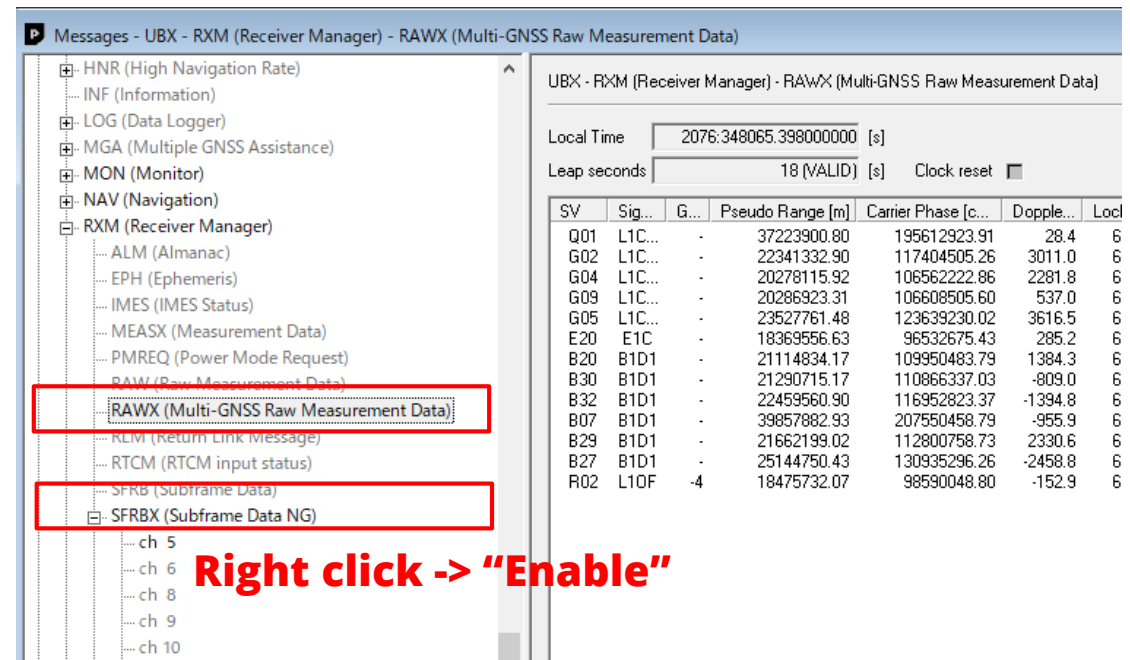 P Messages - UBX - RXM (Receiver Manager) - RAWX (Multi-GNSS Raw Measurement Data)
HNR (High Navigation Rate)
INF (Information)
LOG (Data Logger)
MGA (Multiple GNSS Assistance)
MON (Monitor)
NAV (Navigation)
RXM (Receiver Manager)
ALM (Almanac)
EPH (Ephemeris)
IMES (IMES Status)
MEASX (Measurement Data)
PMREQ (Power Mode Request)
RAW (Raw Measurement Data)
RAWX (Multi-GNSS Raw Measurement Data)
RLM (Return Link Message)
RTCM (RTCM input status)
SFRB (Subframe Data)
SFRBX (Subframe Data NG)
ch 5
ch 6
ch 8
ch 9
ch 10
Right click -> “Enable”
UBX - RXM (Receiver Manager) - RAWX (Multi-GNSS Raw Measurement Data)
Local Time 2076:348065.398000000 [s]
Leap seconds 18 (VALID) [s] Clock reset
SV Sig... G... Pseudo Range [m] Carrier Phase [c... Dopple... Lock
Q01 L1C... - 37223900.80 195612923.91 28.4 6
G02 L1C... - 22341332.90 117404505.26 3011.0 6
G04 L1C... - 20278115.92 106562222.86 2281.8 6
G09 L1C... - 20286923.31 106608505.60 537.0 6
G05 L1C... - 23527761.48 123639230.02 3616.5 6
E20 E1C - 18369556.63 96532675.43 285.2 6
B20 B1D1 - 21114834.17 109950483.79 1384.3 6
B30 B1D1 - 21290715.17 110866337.03 -809.0 6
B32 B1D1 - 22459560.90 116952823.37 -1394.8 6
B07 B1D1 - 39857882.93 207550458.79 -955.9 6
B29 B1D1 - 21662199.02 112800758.73 2330.6 6
B27 B1D1 - 25144750.43 130935296.26 -2458.8 6
R02 L1OF -4 18475732.07 98590048.80 -152.9 6